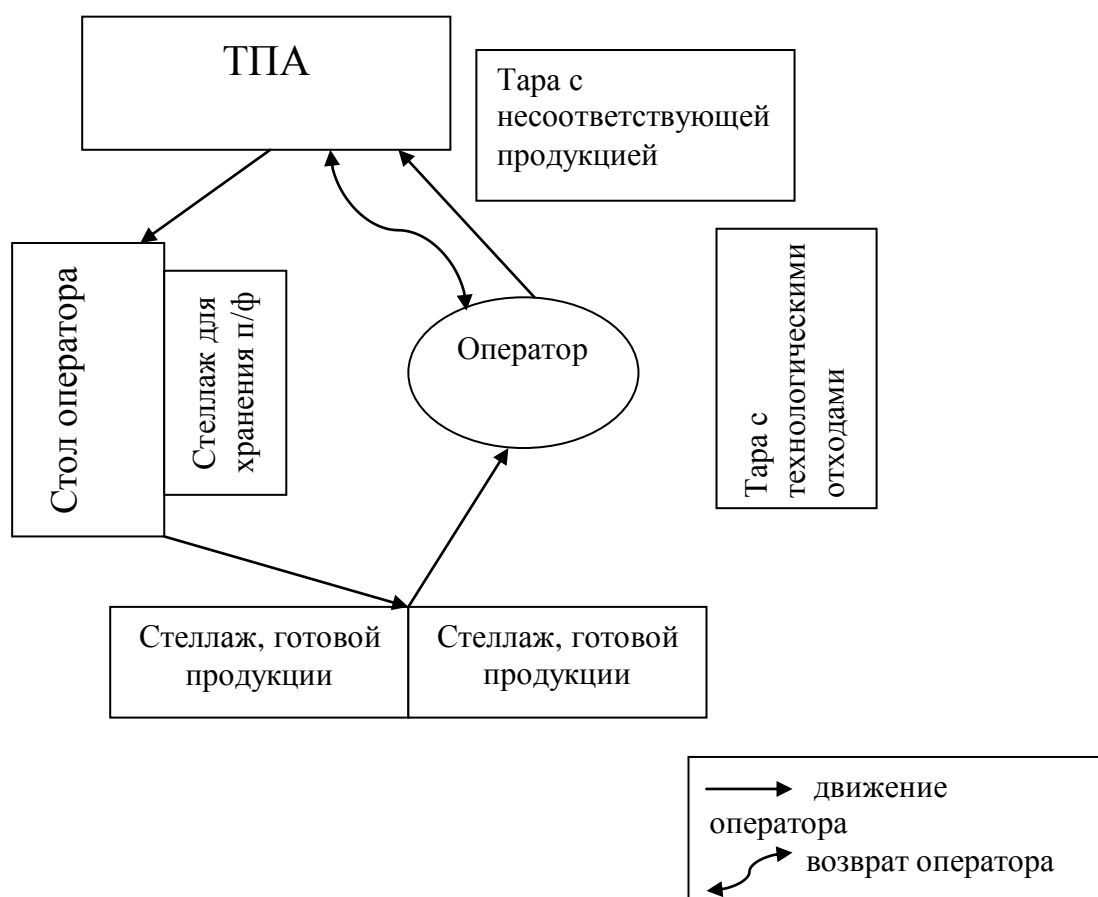 ТПА
Тара с
несоответствующей
продукцией
Стол оператора
Стеллаж для
хранения п/ф
Оператор
Тара с
технологическими
отходами
Стеллаж, готовой
продукции
Стеллаж, готовой
продукции
движение
оператора
возврат оператора